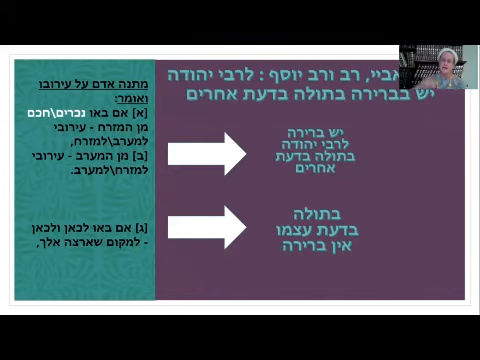 אביי, רב ורב יוסף : לרבי יהודה
יש בברירה בתולה בדעת אחרים
מתנה אדם על עירובו
ואומר:
[א] אם באו נכרים\חכם
מן המזרח - עירובי
למערב\למזרח,
[ב] מן המערב - עירובי
למזרח\למערב.
[ג] אם באו לכאן ולכאן
- למקום שארצה אלך,
יש ברירה
לרבי יהודה
בתולה בדעת
אחרים
בתולה
בדעת עצמו
אין ברירה